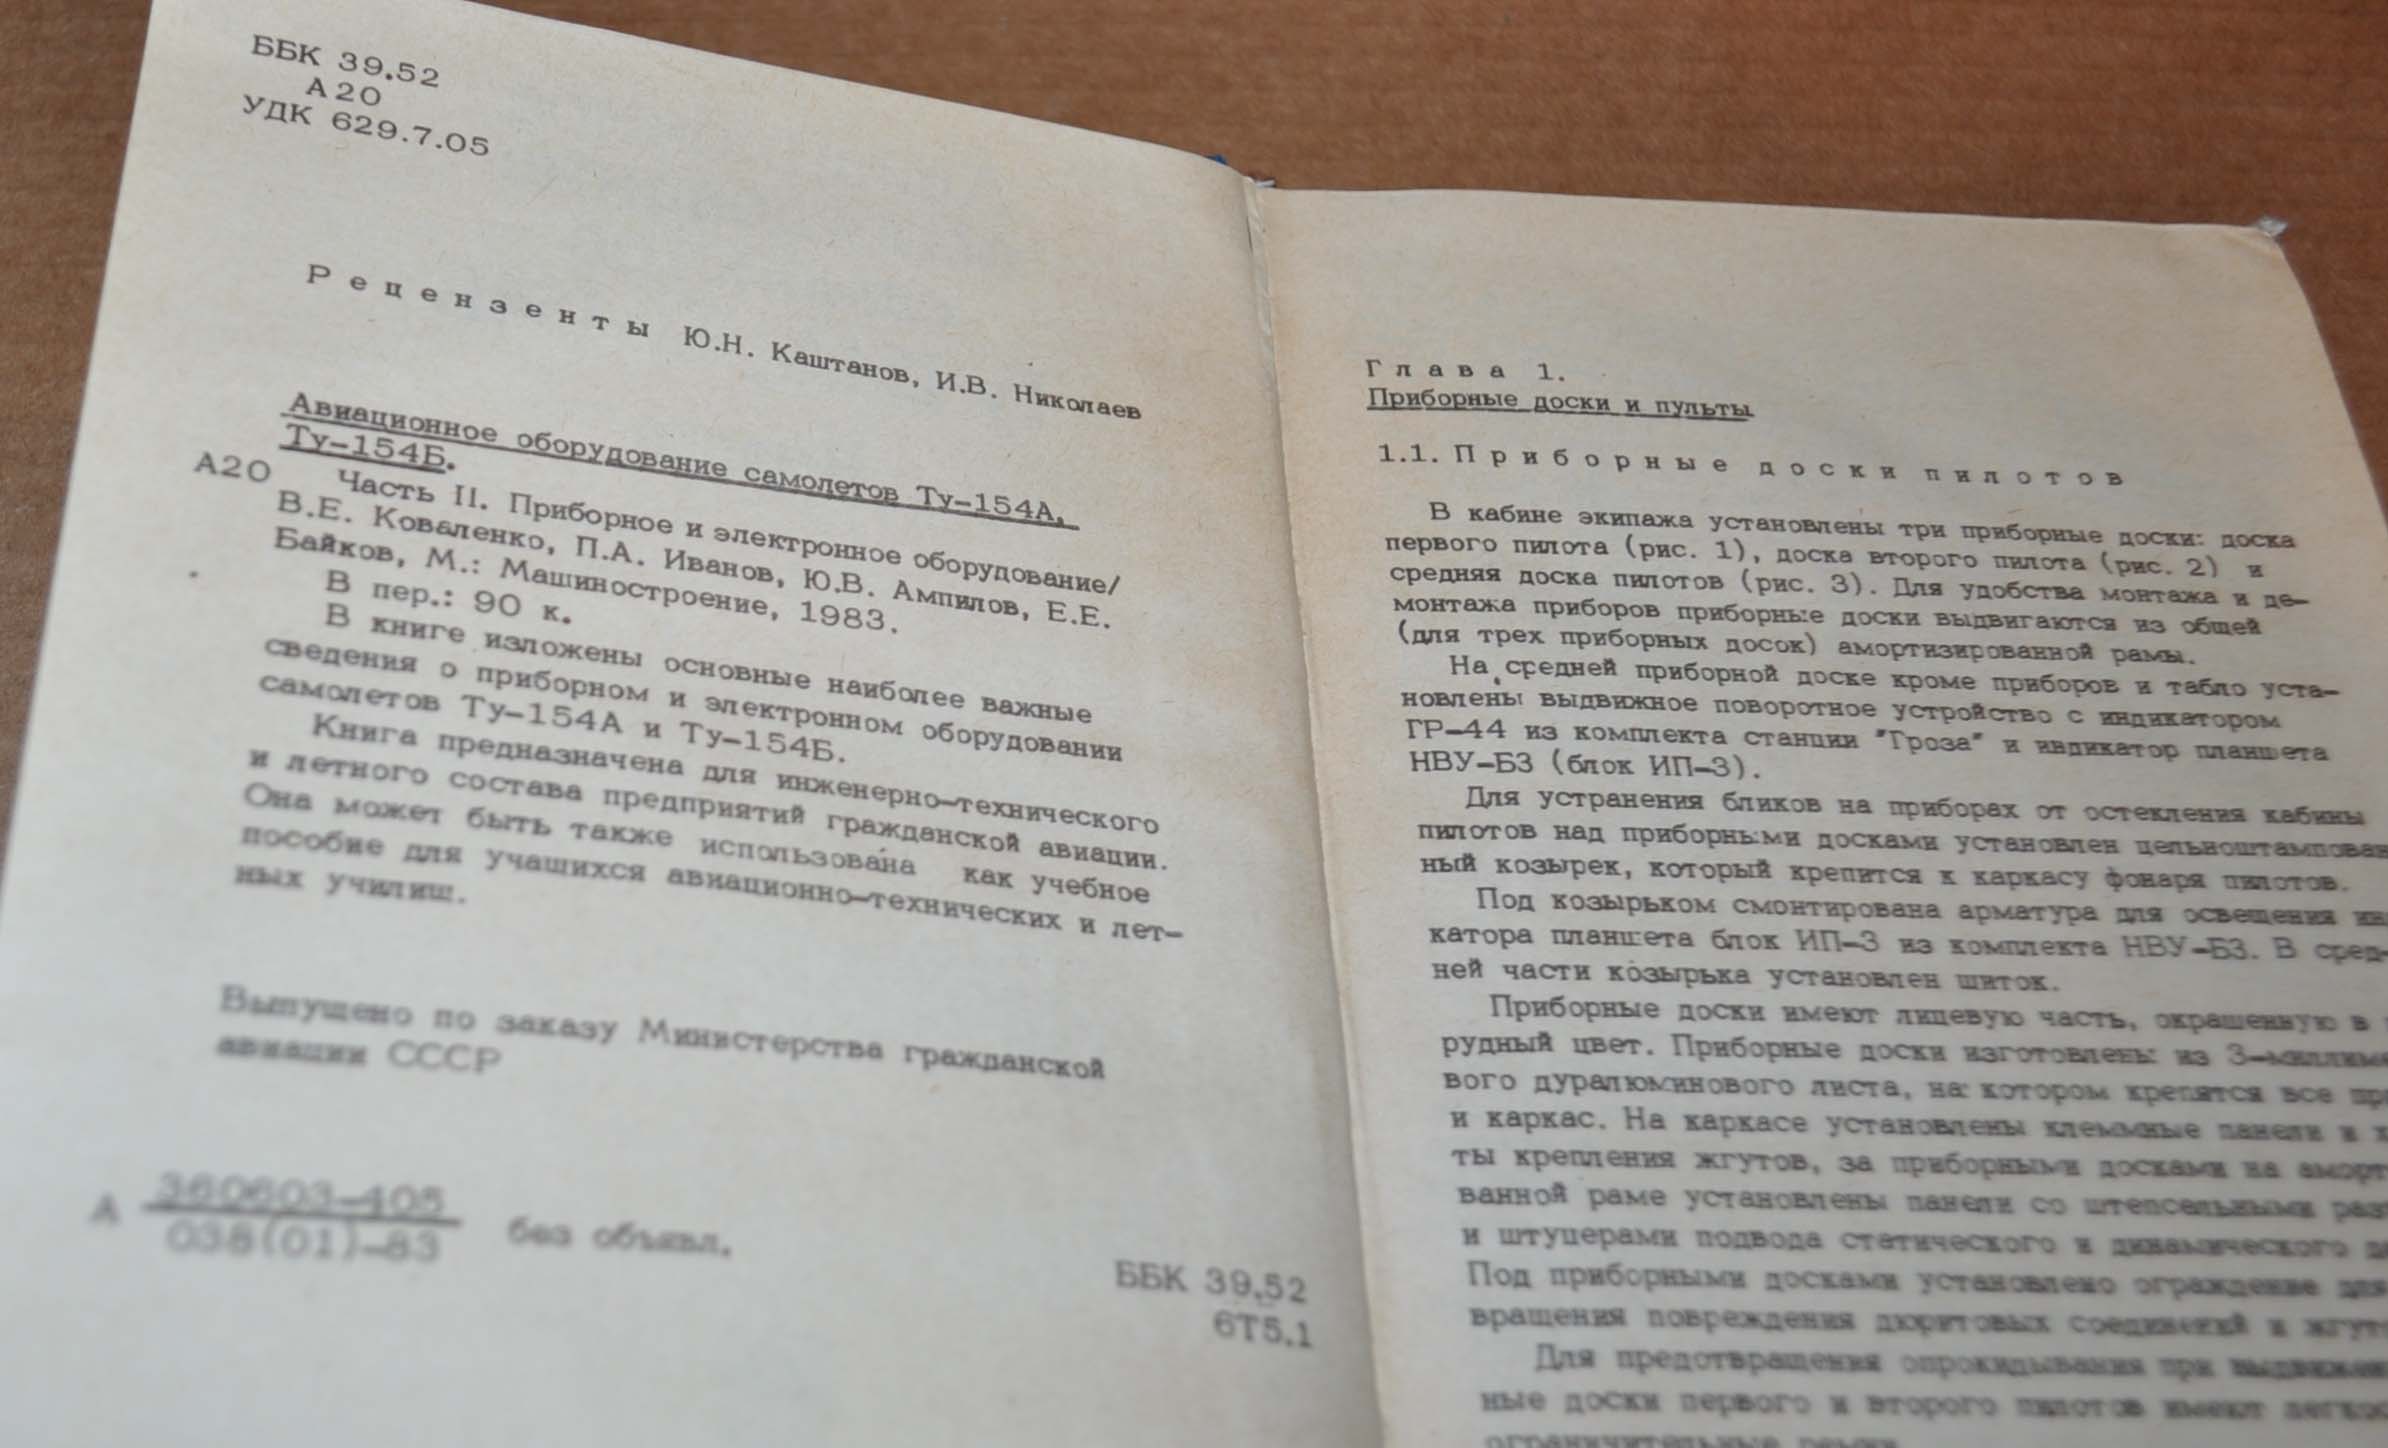 ББК 39.52
А20
УДК 629.7.05
Рецензенты Ю.Н. Каштанов, И.В. Николаев
Авиационное оборудование самолетов Ту-154А,
Ту-154Б.
А20 Часть II. Приборное и электронное оборудование/
В.Е. Коваленко, П.А. Иванов, Ю.В. Ампилов, Е.Е.
Байков, М.: Машиностроение, 1983.
В пер.: 90 к.
В книге изложены основные наиболее важные
сведения о приборном и электронном оборудовании
самолетов Ту-154А и Ту-154Б.
Книга предназначена для инженерно-технического
и летного состава предприятий гражданской авиации.
Она может быть также использована как учебное
пособие для учащихся авиационно-технических и лет-
ных училищ.
Выпущено по заказу Министерства гражданской
авиации СССР
А 360603-405
038(01)-83 без объявл.
ББК 39.52
6Т5.1
Глава 1.
Приборные доски и пульты
1.1. Приборные доски пилотов
В кабине экипажа установлены три приборные доски: доска
первого пилота (рис. 1), доска второго пилота (рис. 2) и
средняя доска пилотов (рис. 3). Для удобства монтажа и де-
монтажа приборов приборные доски выдвигаются из общей
(для трех приборных досок) амортизированной рамы.
На средней приборной доске кроме приборов и табло уста-
новлены выдвижное поворотное устройство с индикатором
ГР-44 из комплекта станции "Гроза" и индикатор планшета
НВУ-Б3 (блок ИП-3).
Для устранения бликов на приборах от остекления кабины
пилотов над приборными досками установлен цельноштампован
ный козырек, который крепится к каркасу фонаря пилотов.
Под козырьком смонтирована арматура для освещения ин
катора планшета блок ИП-3 из комплекта НВУ-Б3. В сред-
ней части козырька установлен щиток.
Приборные доски имеют лицевую часть, окрашенную в
рудный цвет. Приборные доски изготовлены из 3-миллиме
вого дуралюминового листа, на котором крепятся все пр
и каркас. На каркасе установлены клеммные панели и х
ты крепления жгутов, за приборными досками на аморт
ванной раме установлены панели со штепсельными раз
и штуцерами подвода статического и динамического д
Под приборными досками установлено ограждение для
вращения повреждения дюритовых соединений и жгут
Для предотвращения опрокидывания при выдвижен
ные доски первого и второго пилотов имеют легкос
ограничительные